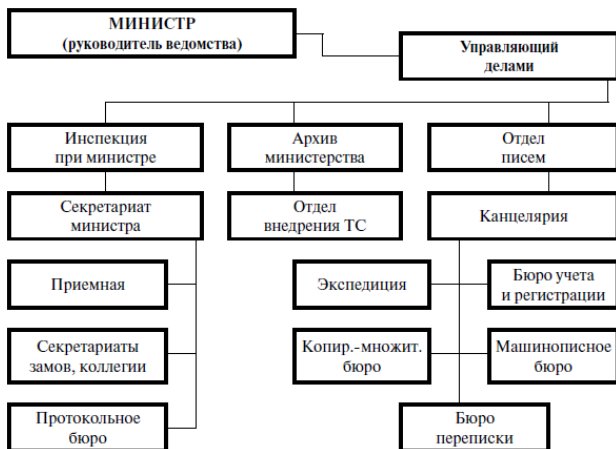 МИНИСТР
(руководитель ведомства)
Управляющий
делами
Инспекция
при министре
Архив
министерства
Отдел
писем
Секретариат
министра
Отдел
внедрения ТС
Канцелярия
Приемная
Экспедиция
Бюро учета
и регистрации
Секретариаты
замов, коллегии
Копир.-множит.
бюро
Машинописное
бюро
Протокольное
бюро
Бюро
переписки